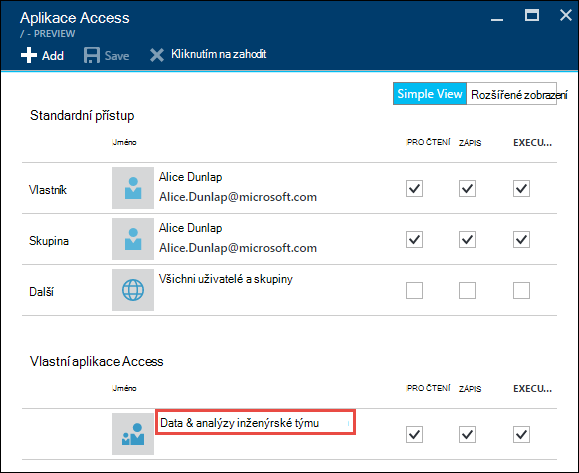 Aplikace Access
/ - PREVIEW
Add Save Kliknutím na zahodit
Simple View Rozšířené zobrazení
Standardní přístup
Jméno PRO ČTENÍ ZÁPIS EXECU...
Vlastník Alice Dunlap
Alice.Dunlap@microsoft.com
Skupina Alice Dunlap
Alice.Dunlap@microsoft.com
Další Všichni uživatelé a skupiny
Vlastní aplikace Access
Jméno PRO ČTENÍ ZÁPIS EXECU...
Data & analýzy inženýrské týmu